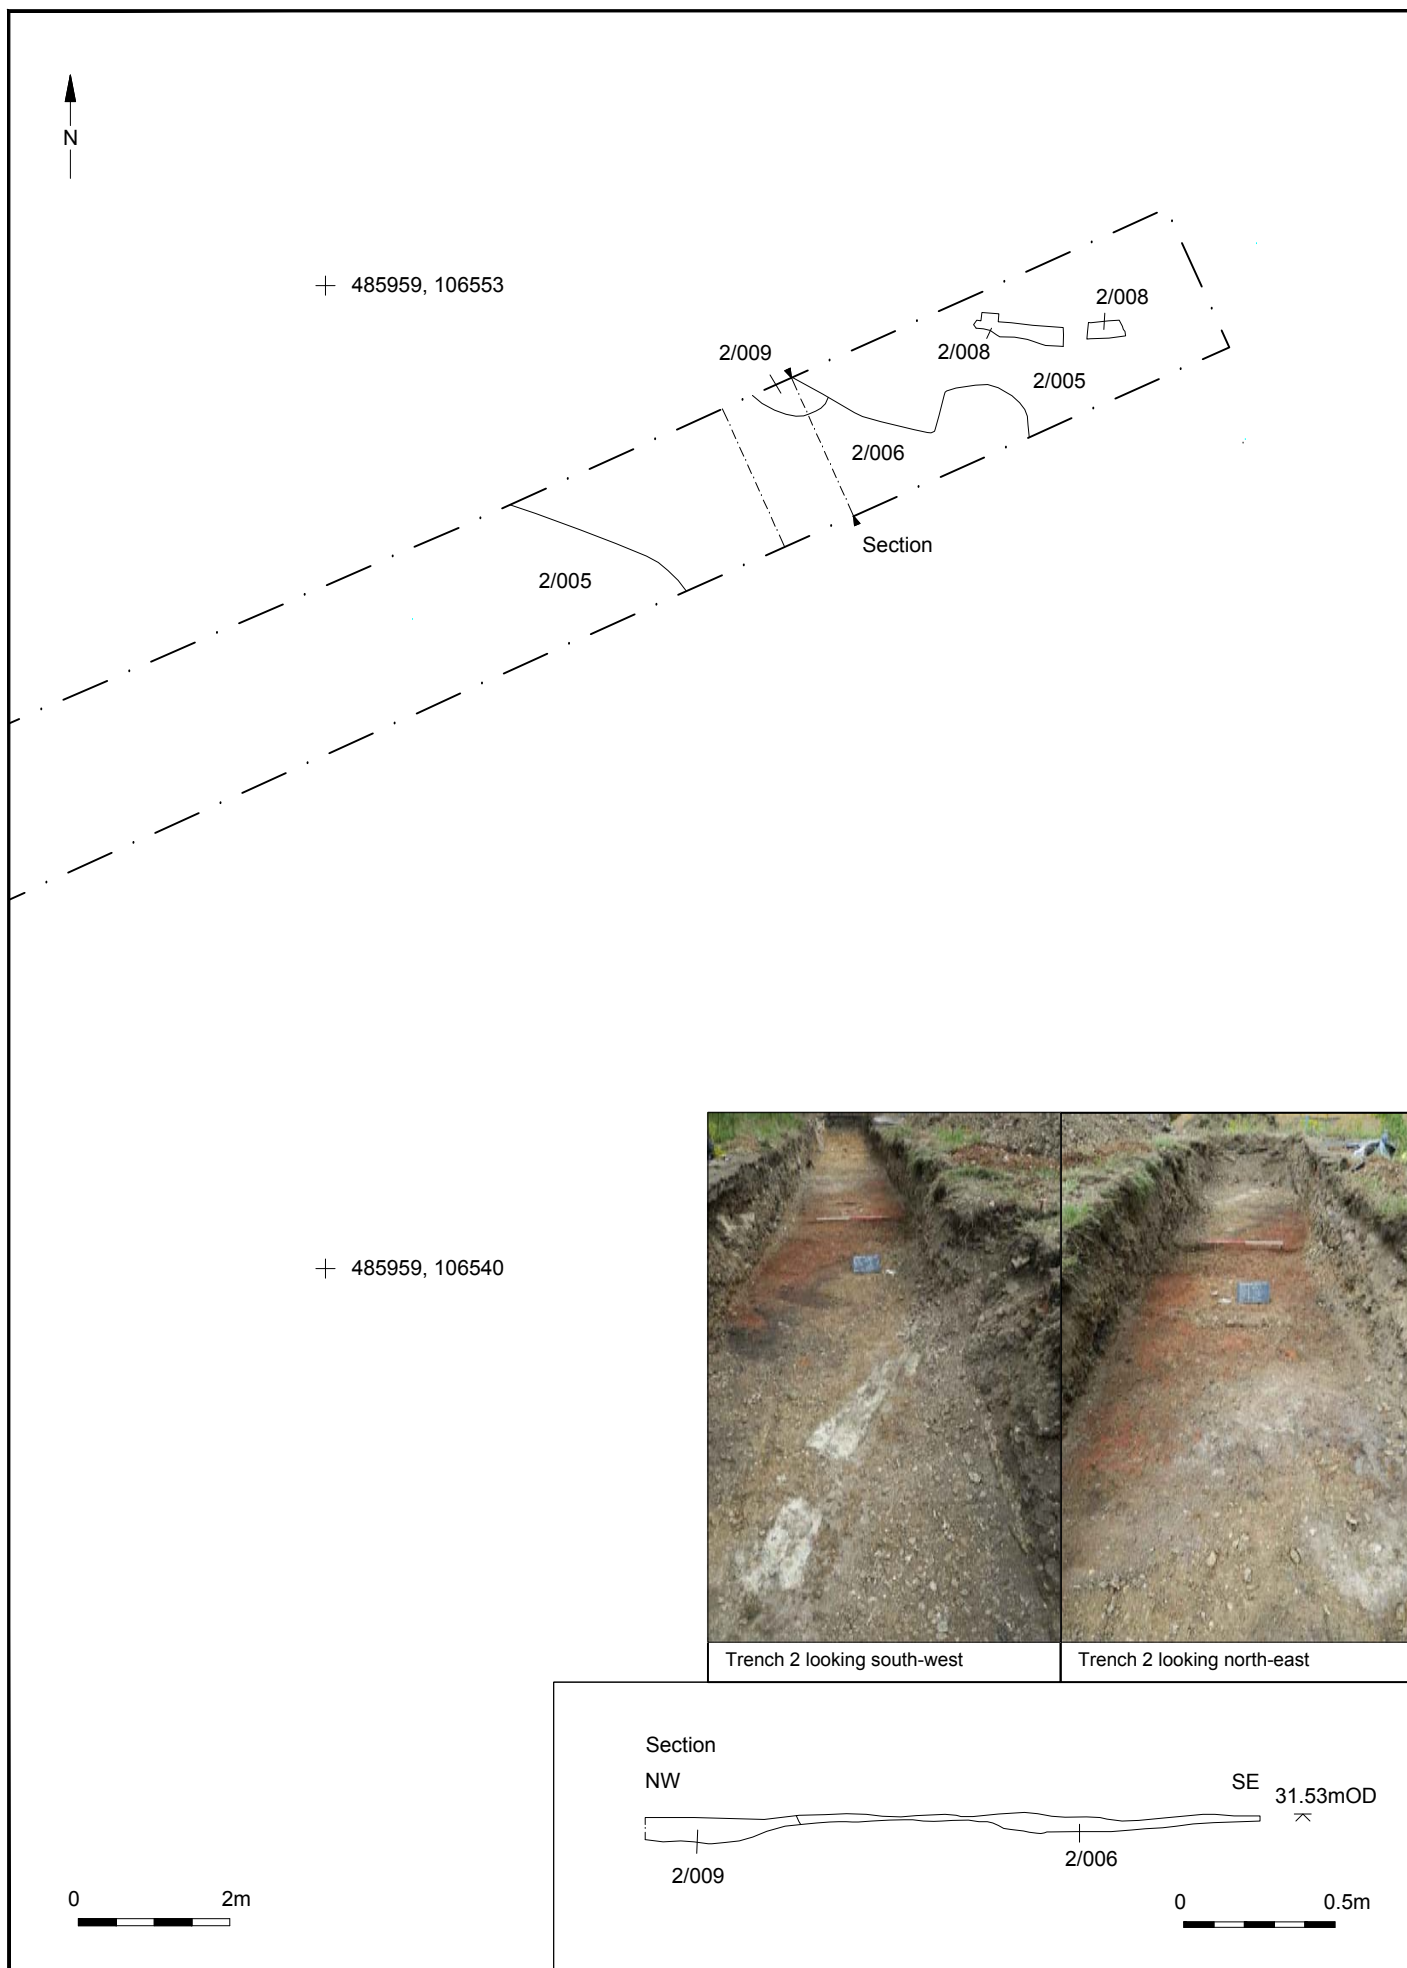 N
485959, 106553
2/008
2/009
2/008
2/005
2/006
Section
2/005
485959, 106540
Trench 2 looking south-west
Trench 2 looking north-east
Section
NW
SE
31.53mOD
2/009
2/006
0 2m
0 0.5m